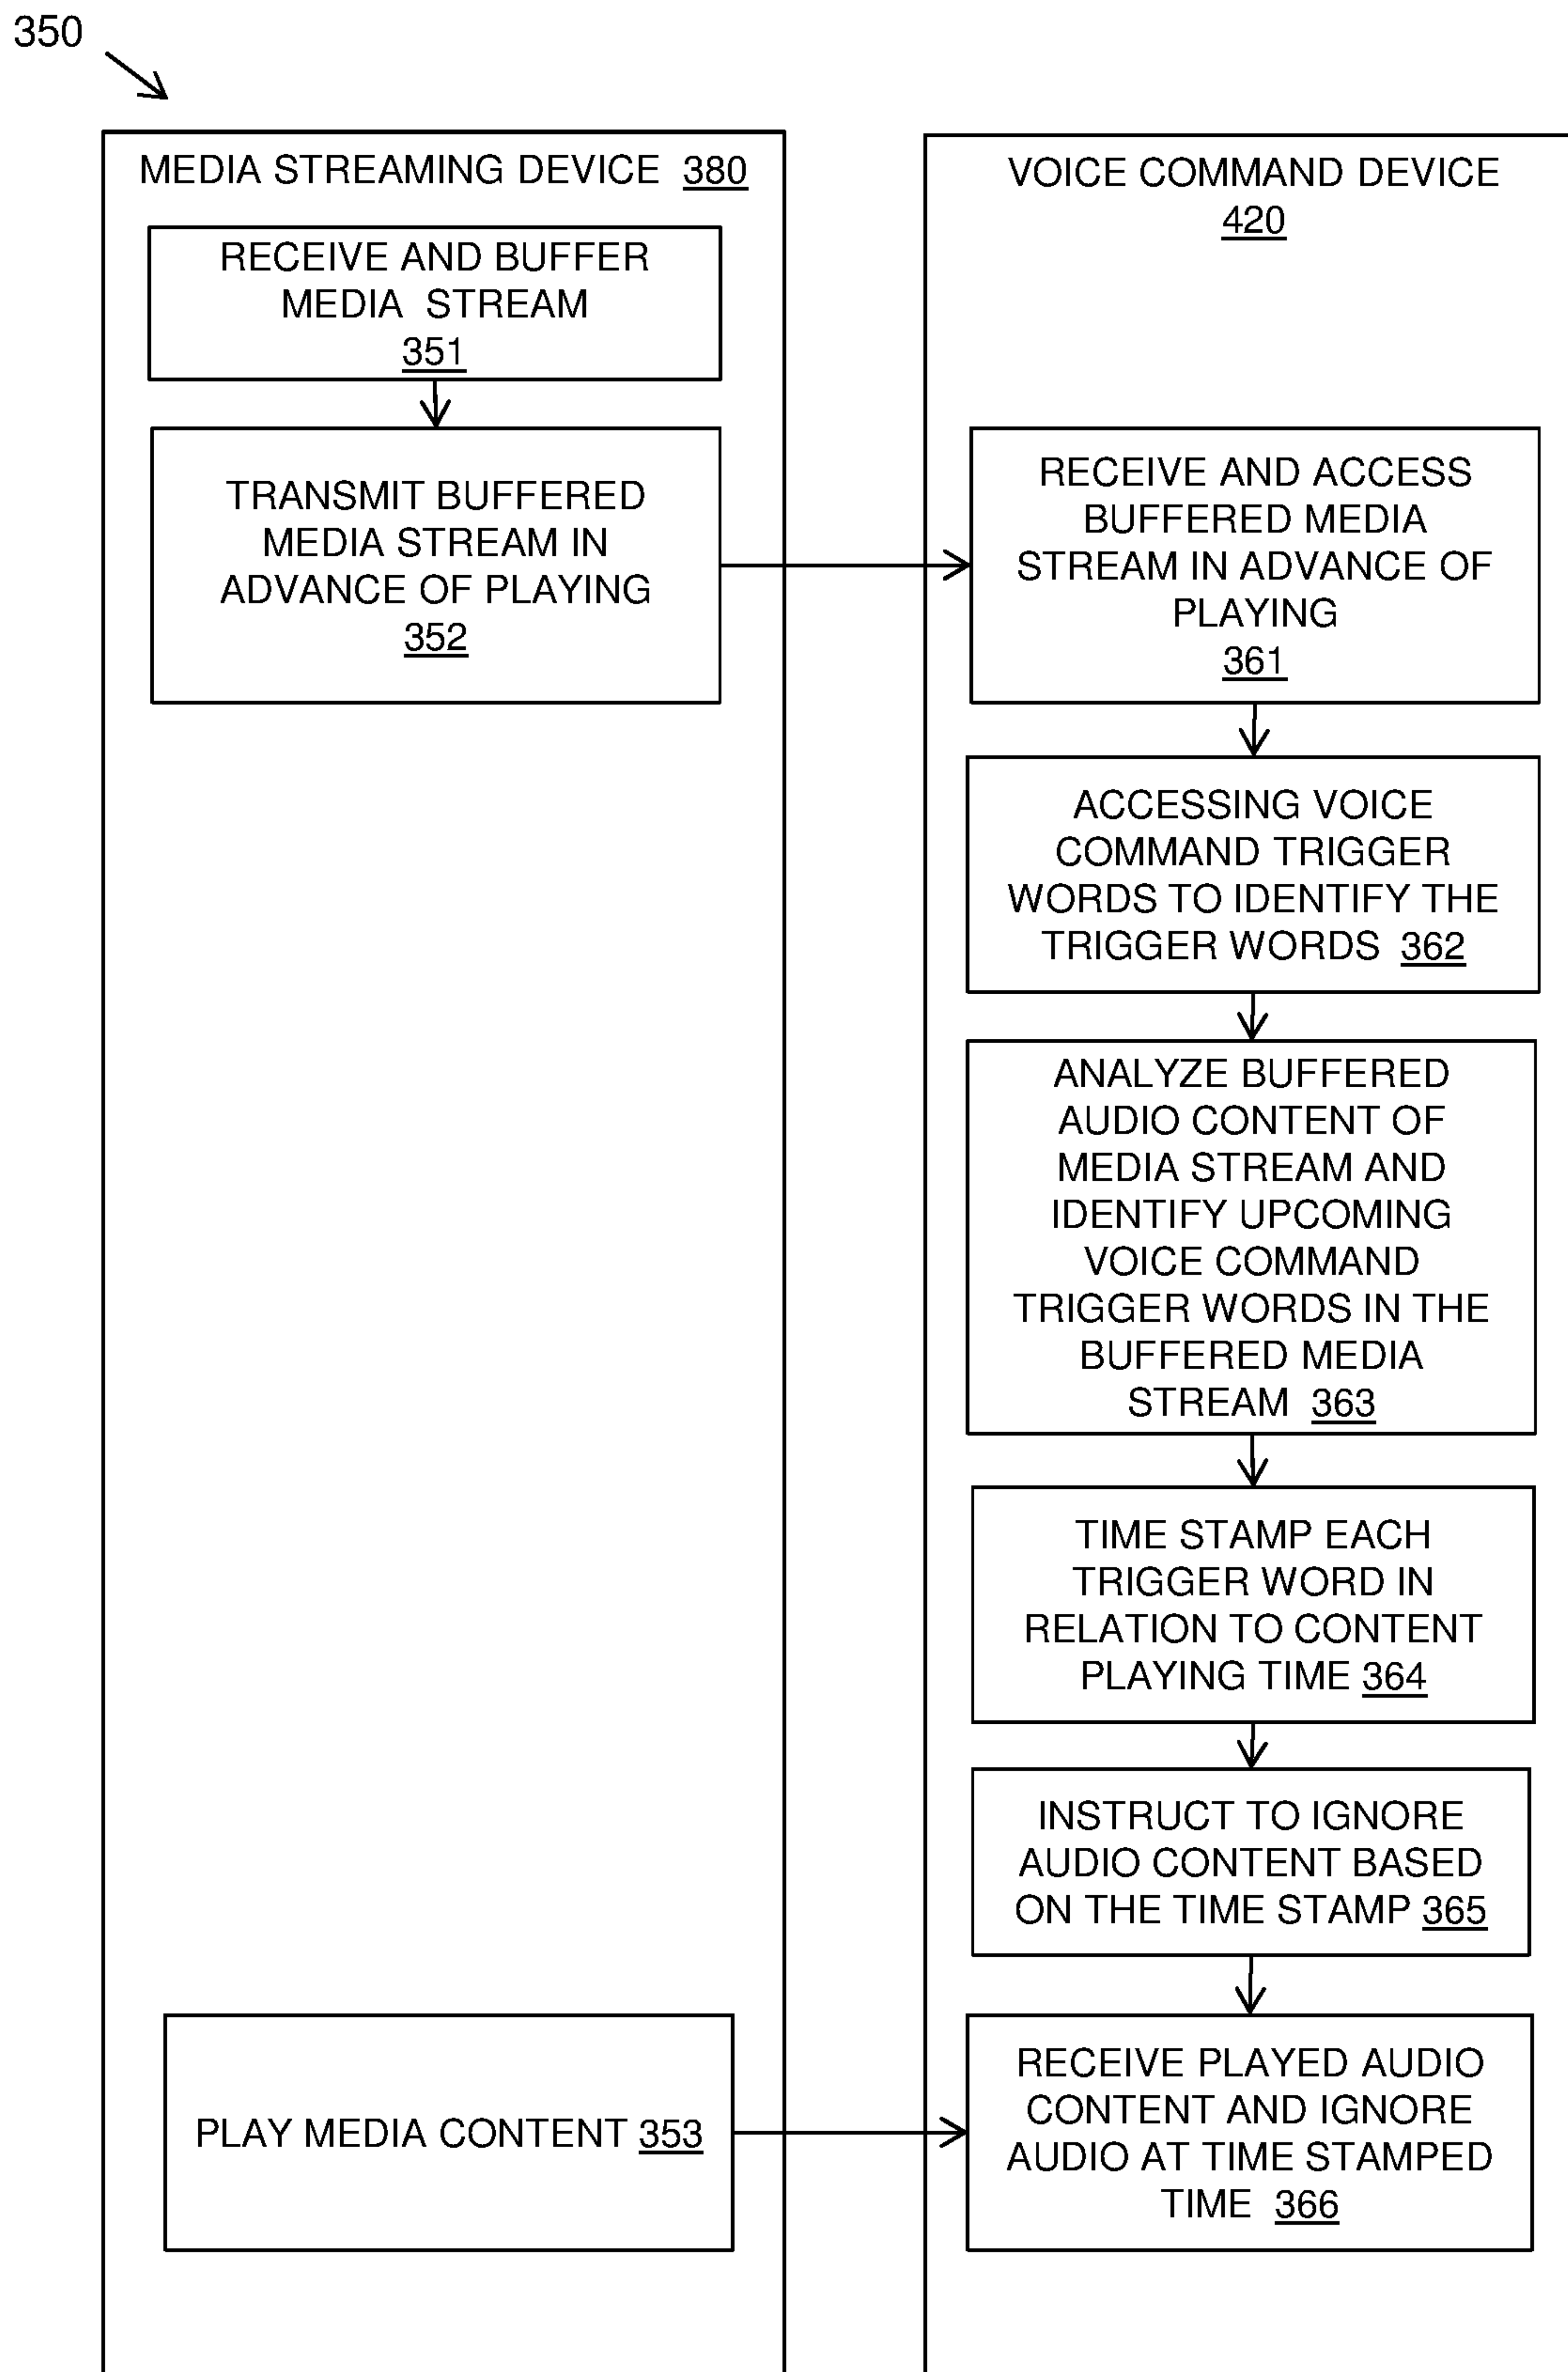 350
MEDIA STREAMING DEVICE 380
RECEIVE AND BUFFER
MEDIA STREAM
351
TRANSMIT BUFFERED
MEDIA STREAM IN
ADVANCE OF PLAYING
352
PLAY MEDIA CONTENT 353
VOICE COMMAND DEVICE
420
RECEIVE AND ACCESS
BUFFERED MEDIA
STREAM IN ADVANCE OF
PLAYING
361
ACCESSING VOICE
COMMAND TRIGGER
WORDS TO IDENTIFY THE
TRIGGER WORDS 362
ANALYZE BUFFERED
AUDIO CONTENT OF
MEDIA STREAM AND
IDENTIFY UPCOMING
VOICE COMMAND
TRIGGER WORDS IN THE
BUFFERED MEDIA
STREAM 363
TIME STAMP EACH
TRIGGER WORD IN
RELATION TO CONTENT
PLAYING TIME 364
INSTRUCT TO IGNORE
AUDIO CONTENT BASED
ON THE TIME STAMP 365
RECEIVE PLAYED AUDIO
CONTENT AND IGNORE
AUDIO AT TIME STAMPED
TIME 366